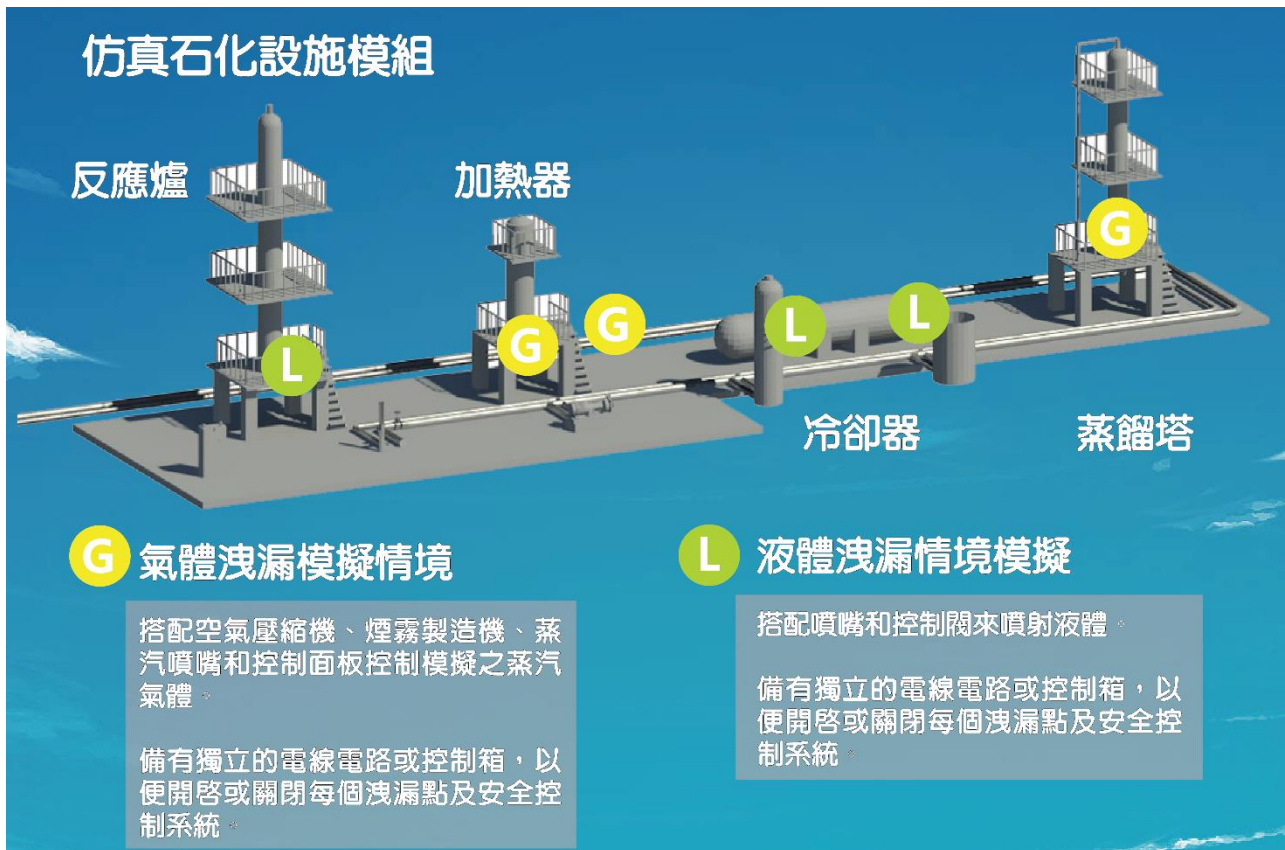 仿真石化設施模組
反應爐
加熱器
G
G
G
L
L
L
冷卻器
蒸餾塔
G 氣體洩漏模擬情境
搭配空氣壓縮機、煙霧製造機、蒸
汽噴嘴和控制面板控制模擬之蒸汽
氣體。
備有獨立的電線電路或控制箱，以
便開啓或關閉每個洩漏點及安全控
制系統。
L 液體洩漏情境模擬
搭配噴嘴和控制閥來噴射液體。
備有獨立的電線電路或控制箱，以
便開啓或關閉每個洩漏點及安全控
制系統。